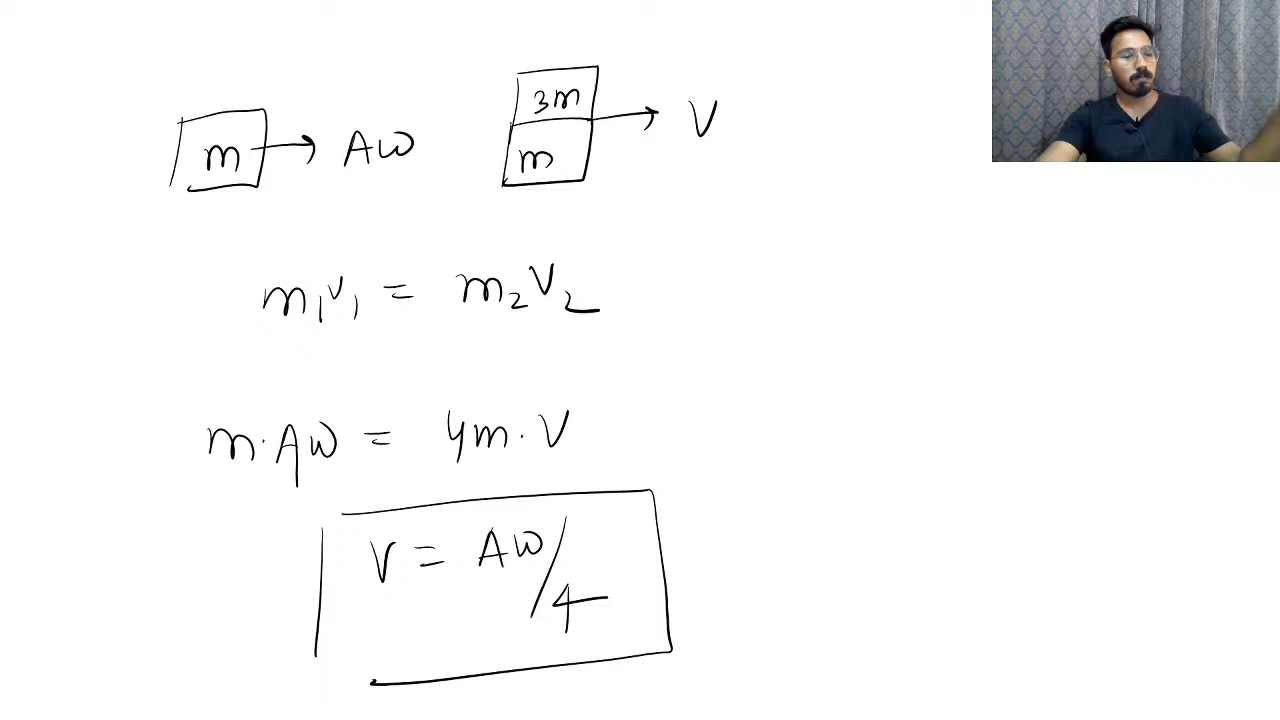 m → Aω 3m m → V
m₁v₁ = m₂V₂
m·Aω = 4m·V
V = Aω/4